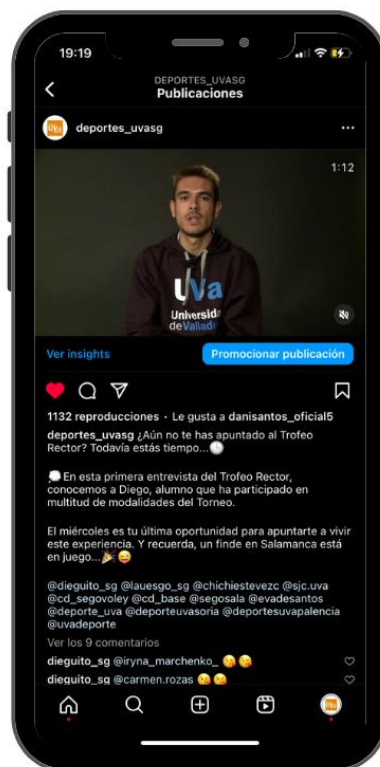 19:19
DEPORTES_UVASG
Publicaciones
UVa
deportes_uvasg
1:12
UVa
Universida
deVallado
Ver insights
Promocionar publicación
1132 reproducciones · Le gusta a danisantos_oficial5
deportes_uvasg ¿Aún no te has apuntado al Trofeo
Rector? Todavía estás tiempo...🕒
💭En esta primera entrevista del Trofeo Rector,
conocemos a Diego, alumno que ha participado en
multitud de modalidades del Torneo.
El miércoles es tu última oportunidad para apuntarte a vivir
este experiencia. Y recuerda, un finde en Salamanca está
en juego...🎉😜
@dieguito_sg @lauesgo_sg @chichiestevezc @sjc.uva
@cd_segovoley @cd_base @segosala @evadesantos
@deporte_uva @deporteuvasoria @deportesuvapalencia
@uvadeporte
Ver los 9 comentarios
dieguito_sg @iryna_marchenko_ 😘😘
dieguito_sg @carmen.rozas 😘😘